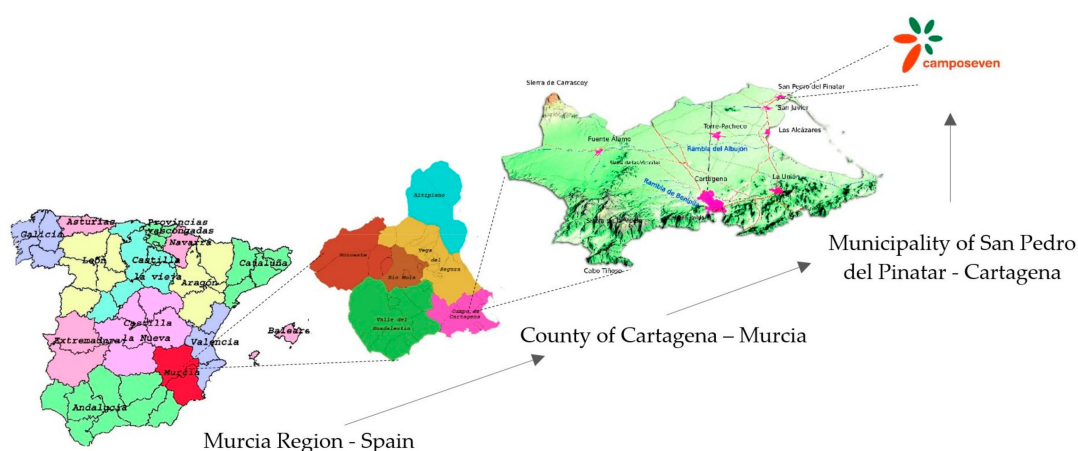 Galicia
Asturias
Provincias
vascongadas
Navarra
León
Castilla
la vieja
Cataluña
Aragón
Castilla
La Nueva
Extremadura
Valencia
Baleares
Murcia
Andalucía
Murcia Region - Spain
Altiplano
Noroeste
Vega
del
Segura
Río Mula
Valle del
Guadalentín
Campo de
Cartagena
County of Cartagena – Murcia
Sierra de Carrascoy
San Pedro del Pinatar
San Javier
Los Alcázares
Torre-Pacheco
Fuente Álamo
Rambla del Albujón
Cartagena
La Unión
Rambla de Benipila
Cabo Tiñoso
Municipality of San Pedro
del Pinatar - Cartagena
camposeven